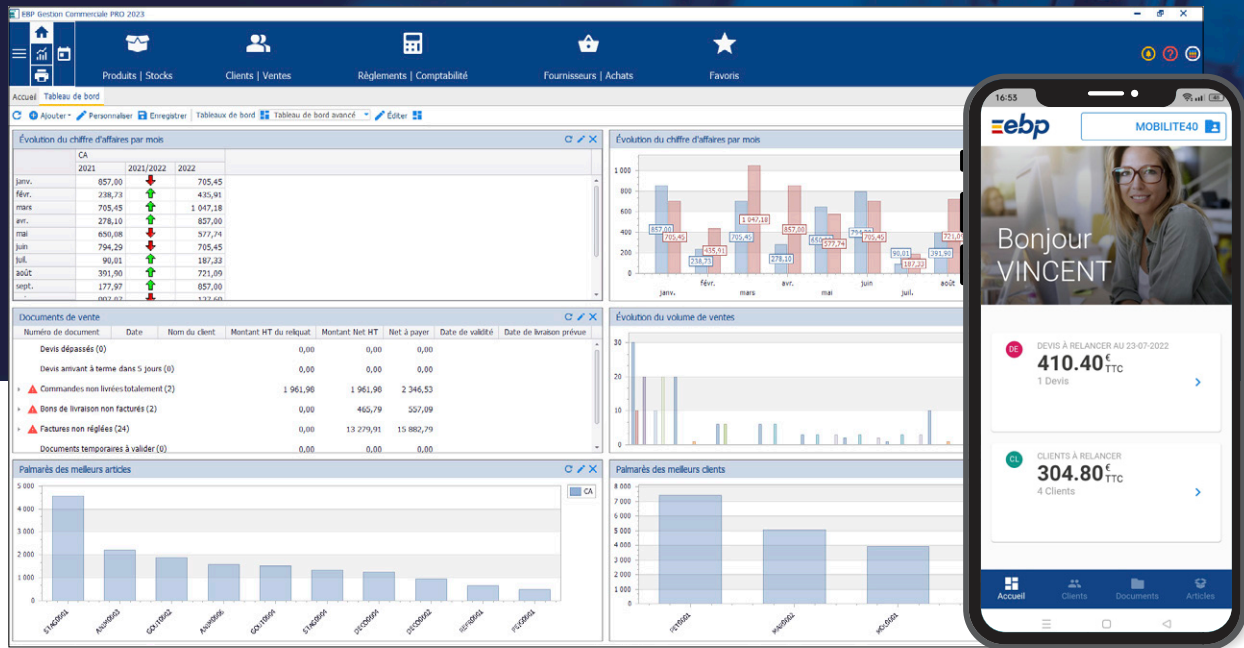 EBP Gestion Commerciale PRO 2023
Produits | Stocks
Clients | Ventes
Règlements | Comptabilité
Fournisseurs | Achats
Favoris
Accueil Tableau de bord
Ajouter Personnaliser Enregistrer Tableaux de bord Tableau de bord avancé Éditer
Évolution du chiffre d'affaires par mois
CA
2021 2021/2022 2022
janv. 857,00 705,45
févr. 238,73 435,91
mars 705,45 1 047,18
avr. 278,10 857,00
mai 650,08 577,74
juin 794,29 705,45
juil. 90,01 187,33
août 391,90 721,09
sept. 177,97 857,00
Évolution du chiffre d'affaires par mois
1 000
800
600
400
200
0
857,00 705,45 238,73 435,91 705,45 1 047,18 278,10 857,00 577,74 705,45 90,01 187,33 391,90
janv. févr. mars avr. mai juin juil. août
Documents de vente
Numéro de document Date Nom du client Montant HT du reliquat Montant Net HT Net à payer Date de validité Date de livraison prévue
Devis dépassés (0) 0,00 0,00 0,00
Devis arrivant à terme dans 5 jours (0) 0,00 0,00 0,00
Commandes non livrées totalement (2) 1 961,98 1 961,98 2 346,53
Bons de livraison non facturés (2) 0,00 465,79 557,09
Factures non réglées (24) 0,00 13 279,91 15 882,79
Documents temporaires à valider (0) 0,00 0,00 0,00
Évolution du volume de ventes
30
20
10
0
Palmarès des meilleurs articles
5 000
4 000
3 000
2 000
1 000
0
CA
Palmarès des meilleurs clients
8 000
7 000
6 000
5 000
4 000
3 000
2 000
1 000
0
16:53
ebp
MOBILITE40
Bonjour
VINCENT
DE
DEVIS À RELANCER AU 23-07-2022
410.40 € TTC
1 Devis
CL
CLIENTS À RELANCER
304.80 € TTC
4 Clients
Accueil Clients Documents Articles